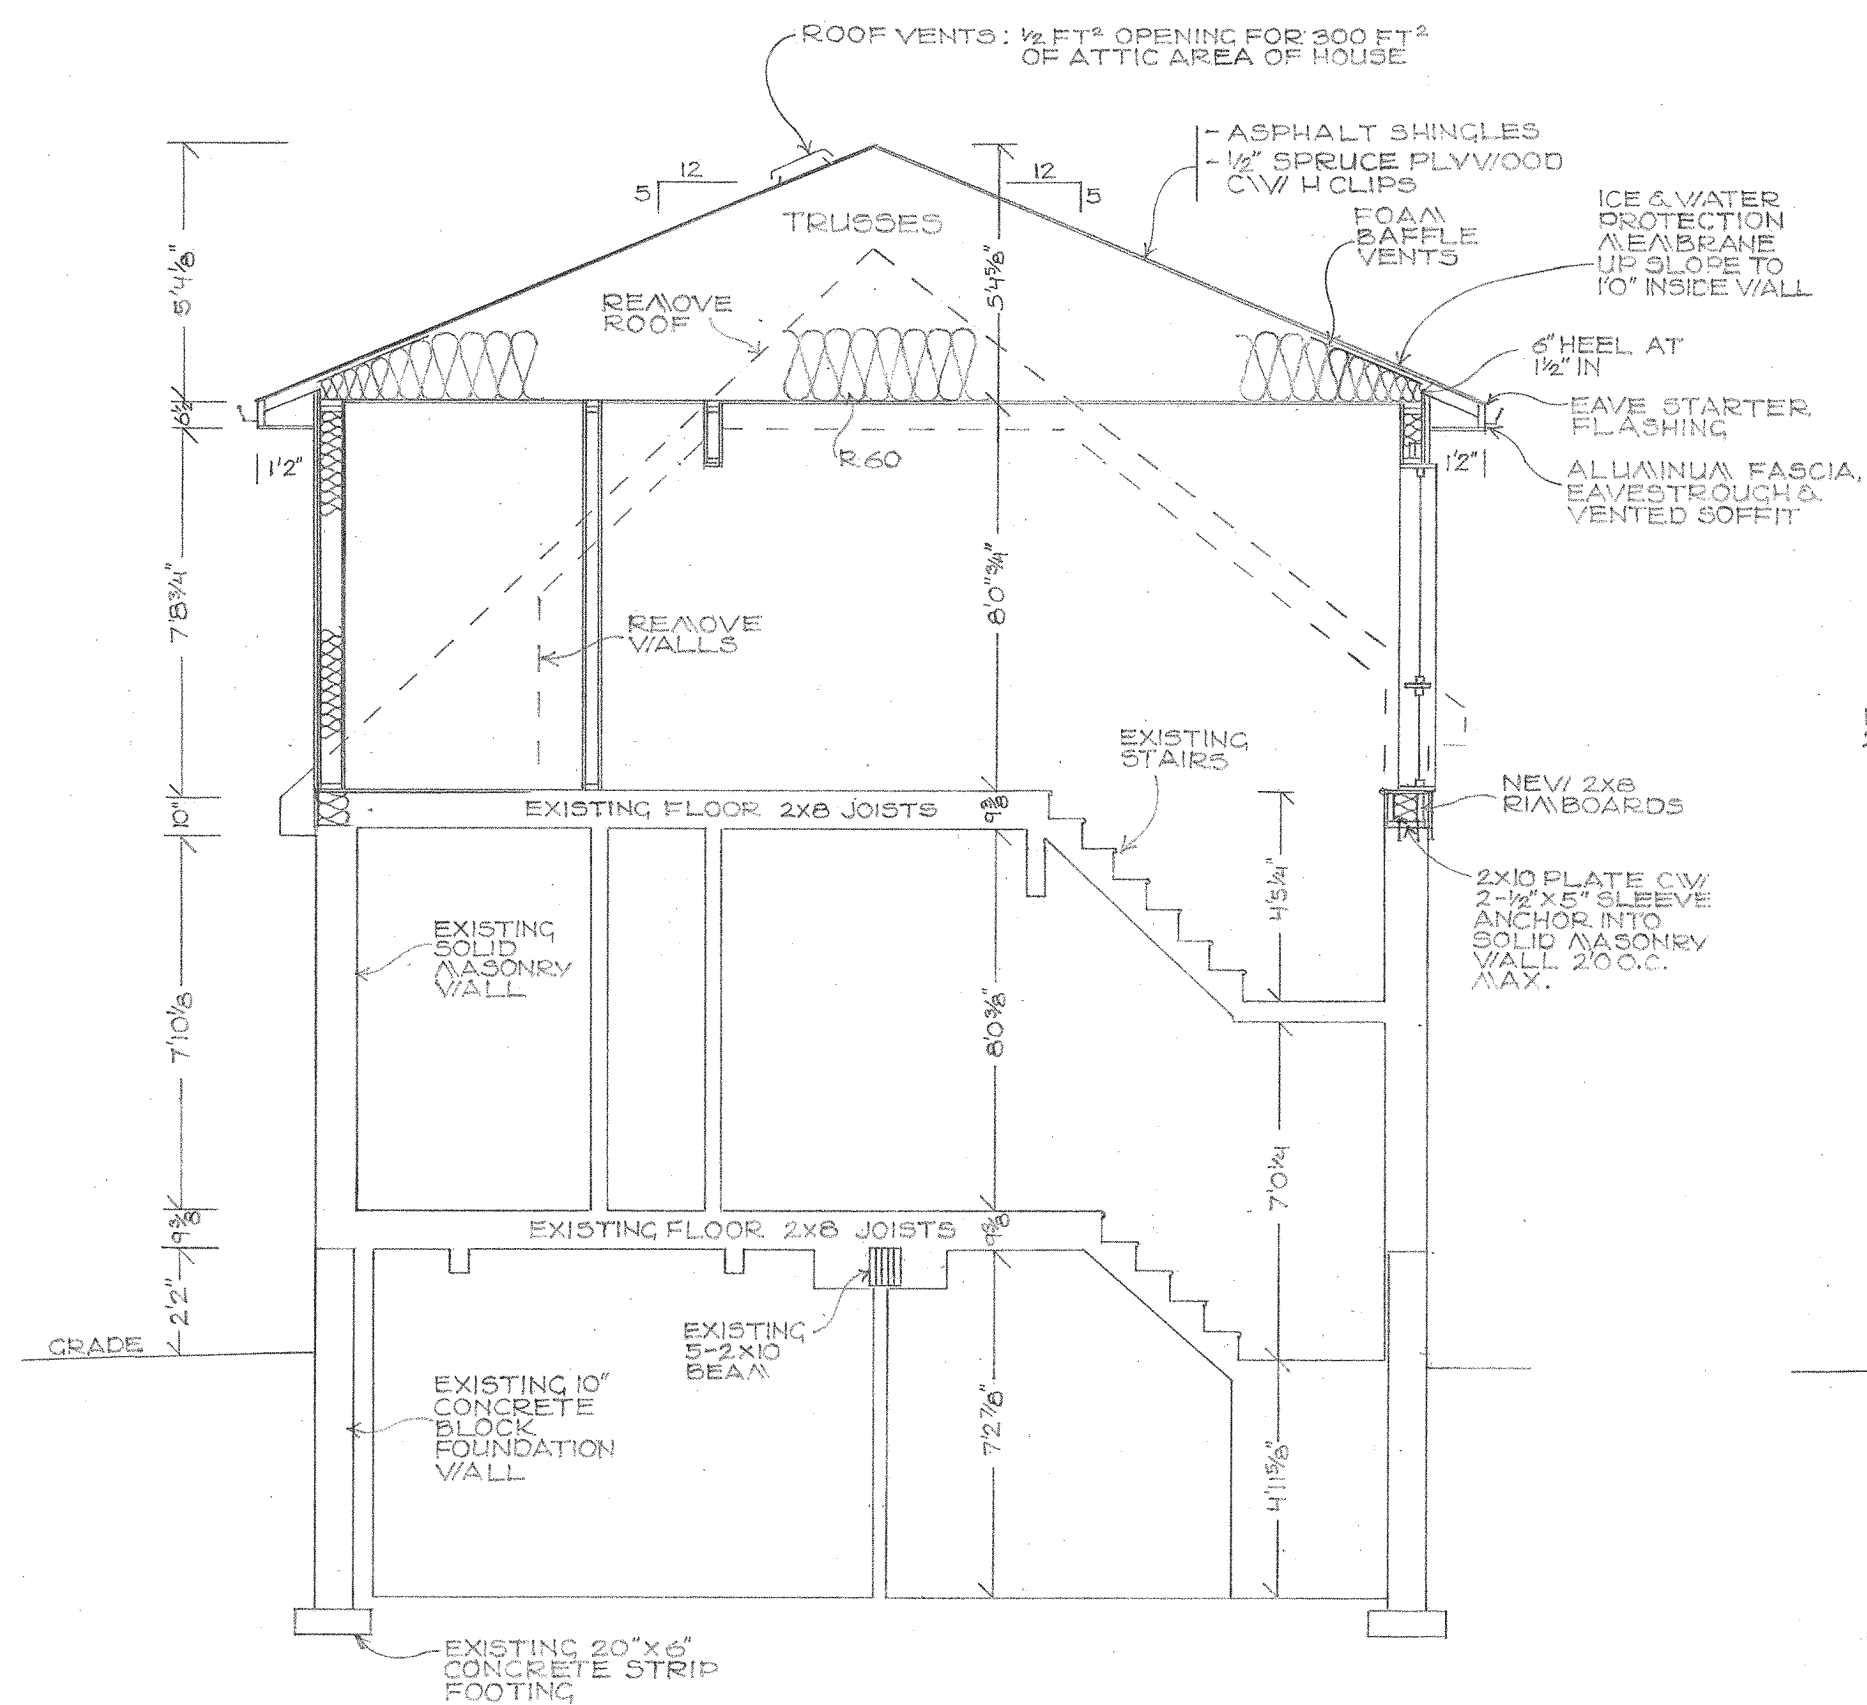 ROOF VENTS: ½ FT² OPENING FOR 300 FT²
OF ATTIC AREA OF HOUSE
- ASPHALT SHINGLES
- ½" SPRUCE PLYWOOD
C\W/ H CLIPS
12
5
12
5
TRUSSES
FOAM
BAFFLE
VENTS
ICE & WATER
PROTECTION
MEMBRANE
UP SLOPE TO
1'0" INSIDE WALL
5'4⅛"
5'4⅝"
REMOVE
ROOF
6" HEEL AT
1½" IN
6½"
EAVE STARTER
FLASHING
1'2"
R60
1'2"
ALUMINUM FASCIA,
EAVESTROUGH &
VENTED SOFFIT
7'8¾"
8'0"¾"
REMOVE
WALLS
EXISTING
STAIRS
NEW 2X8
RIMBOARDS
10"
EXISTING FLOOR 2X8 JOISTS
9⅜
4'5¼"
2X10 PLATE C\W/
2-½"X5" SLEEVE
ANCHOR INTO
SOLID MASONRY
WALL 2'0 O.C.
MAX.
EXISTING
SOLID
MASONRY
WALL
7'10⅛
8'0⅜"
7'0¼
9⅜
EXISTING FLOOR 2X8 JOISTS
9⅜
2'2"
GRADE
EXISTING
5-2X10
BEAM
EXISTING 10"
CONCRETE
BLOCK
FOUNDATION
WALL
7'2⅞"
4'11⅝"
EXISTING 20"X6"
CONCRETE STRIP
FOOTING